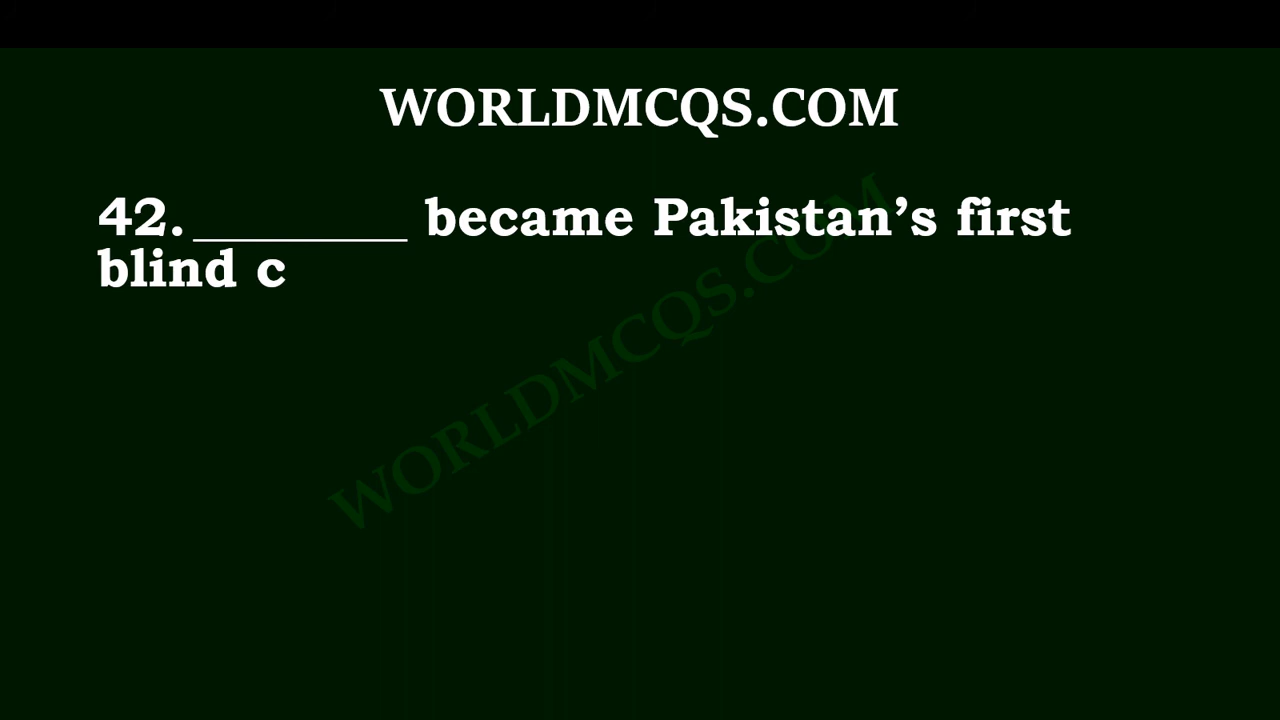 WORLDMCQS.COM
42.________ became Pakistan’s first
blind c
WORLDMCQS.COM